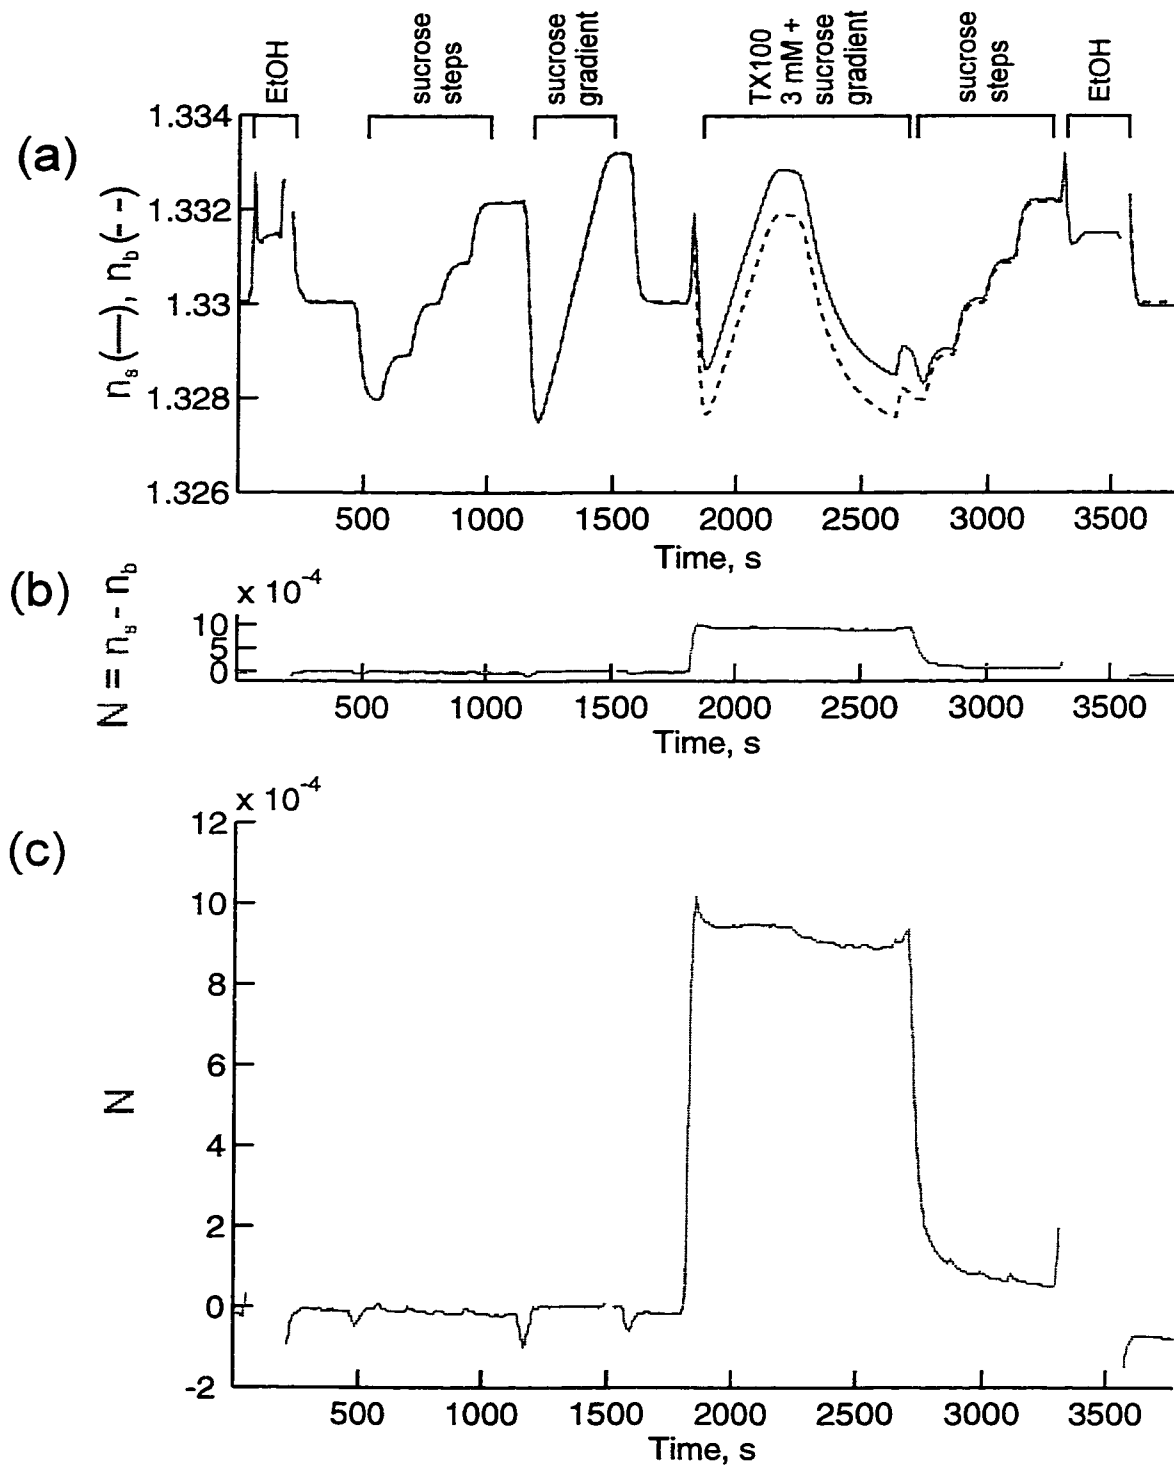 EtOH
sucrose
steps
sucrose
gradient
TX100
3 mM +
sucrose
gradient
sucrose
steps
EtOH
(a)
n_s (—), n_b (- -)
1.334
1.332
1.33
1.328
1.326
500 1000 1500 2000 2500 3000 3500
Time, s
(b)
N = n_s - n_b
x 10^-4
10
5
0
0
500 1000 1500 2000 2500 3000 3500
Time, s
(c)
x 10^-4
N
12
10
8
6
4
2
0
-2
500 1000 1500 2000 2500 3000 3500
Time, s